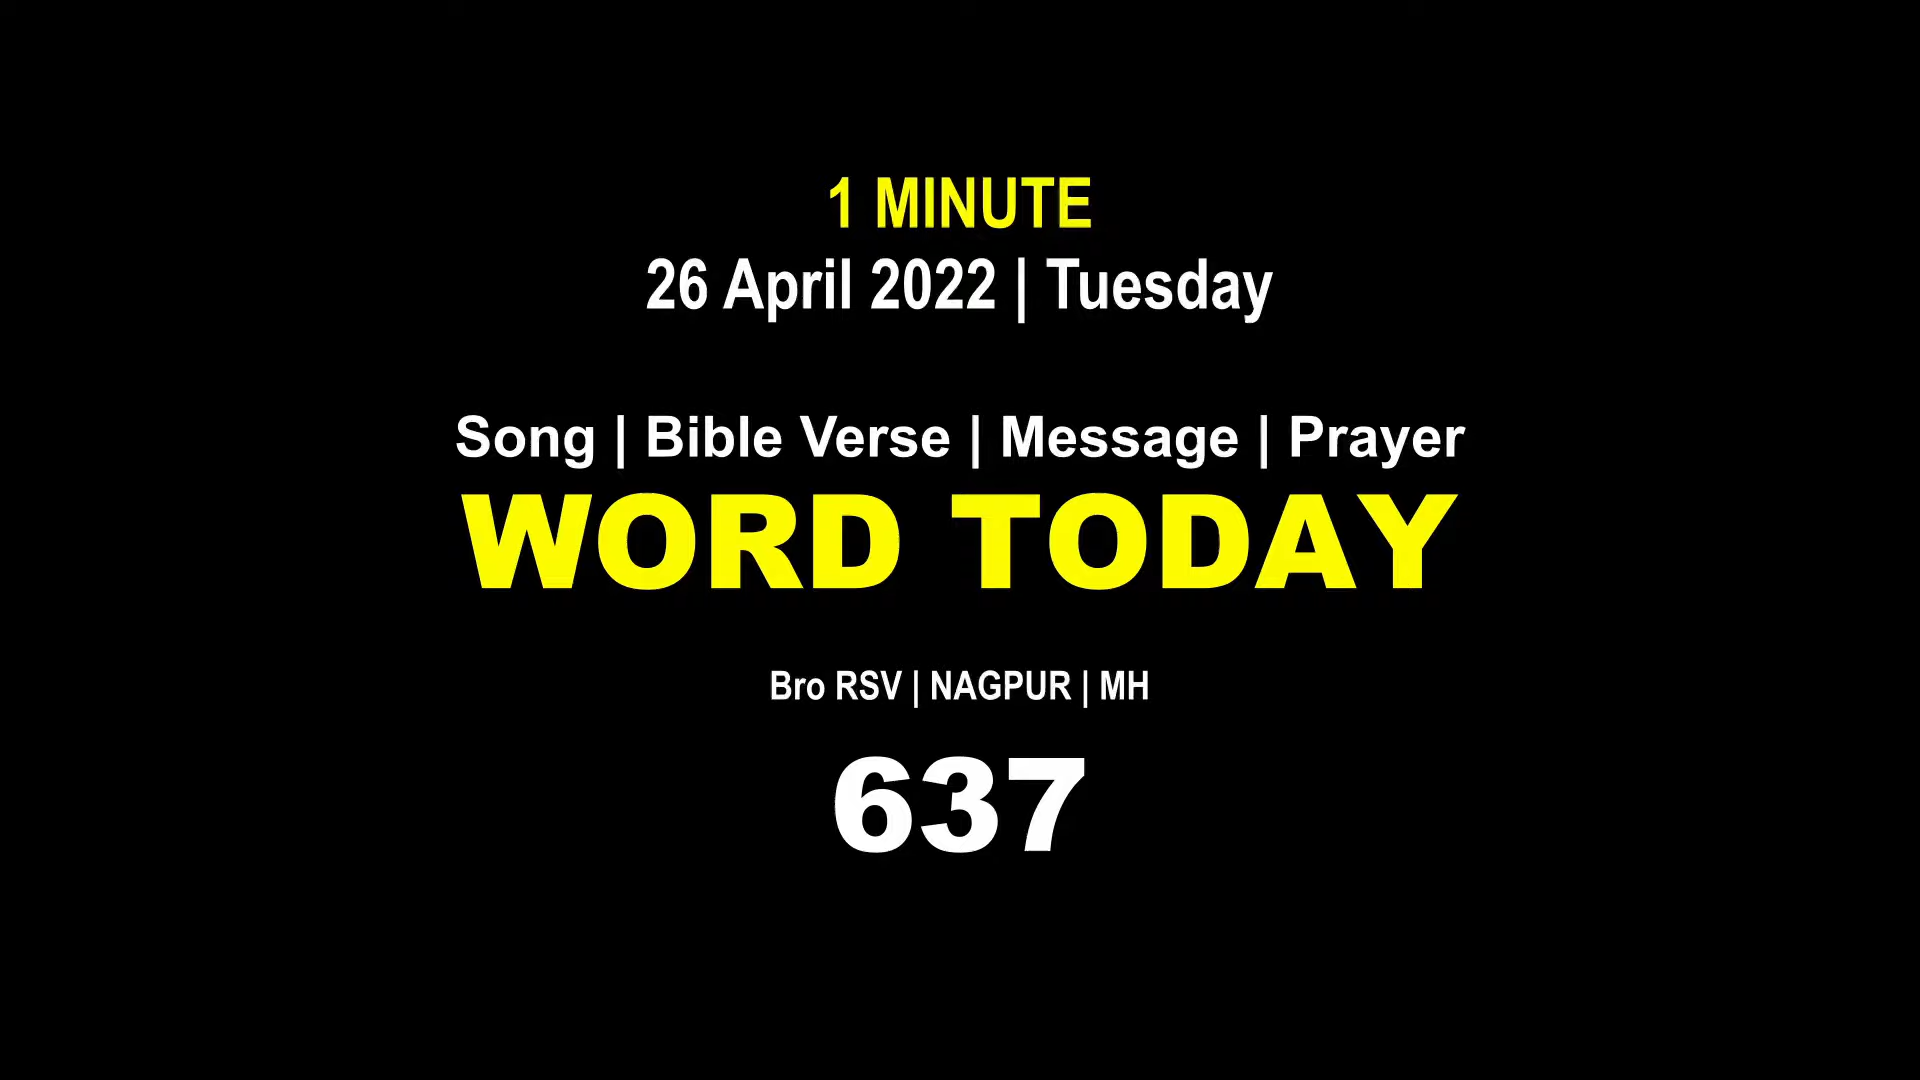 1 MINUTE
26 April 2022 | Tuesday
Song | Bible Verse | Message | Prayer
WORD TODAY
Bro RSV | NAGPUR | MH
637